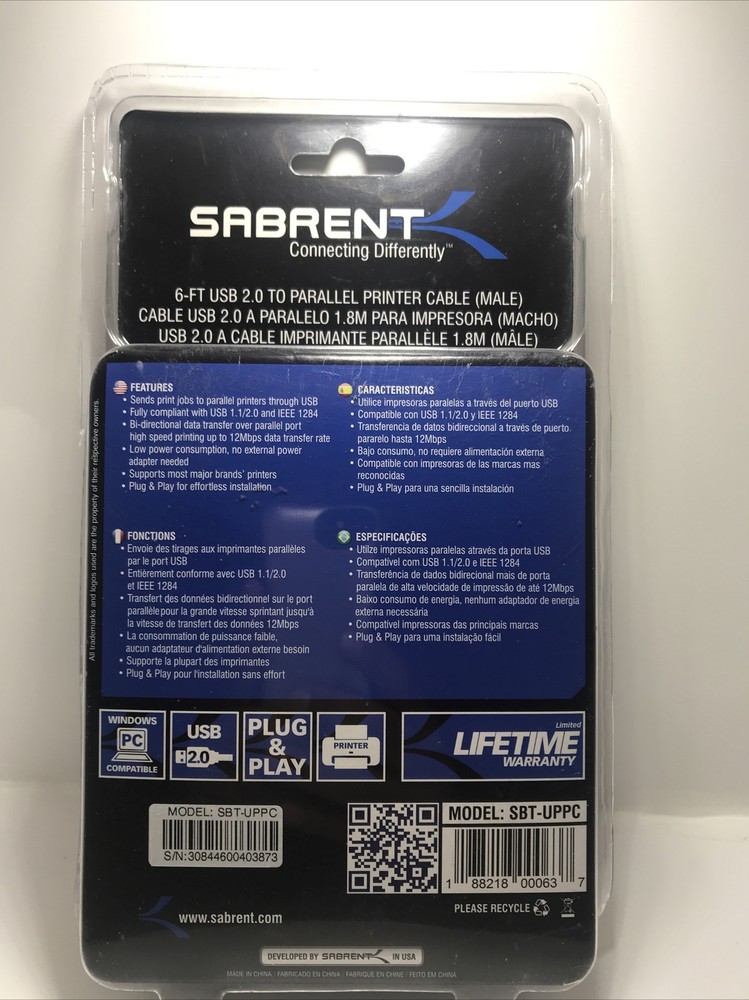 SABRENT
Connecting Differently™
6-FT USB 2.0 TO PARALLEL PRINTER CABLE (MALE)
CABLE USB 2.0 A PARALELO 1.8M PARA IMPRESORA (MACHO)
USB 2.0 A CABLE IMPRIMANTE PARALLÈLE 1.8M (MÂLE)
All trademarks and logos used are the property of their respective owners.
FEATURES
• Sends print jobs to parallel printers through USB
• Fully compliant with USB 1.1/2.0 and IEEE 1284
• Bi-directional data transfer over parallel port
high speed printing up to 12Mbps data transfer rate
• Low power consumption, no external power
adapter needed
• Supports most major brands' printers
• Plug & Play for effortless installation
CARACTERISTICAS
• Utilice impresoras paralelas a través del puerto USB
• Compatible con USB 1.1/2.0 y IEEE 1284
• Transferencia de datos bidireccional a través de puerto
pararelo hasta 12Mbps
• Bajo consumo, no requiere alimentación externa
• Compatible con impresoras de las marcas mas
reconocidas
• Plug & Play para una sencilla instalación
FONCTIONS
• Envoie des tirages aux imprimantes parallèles
par le port USB
• Entièrement conforme avec USB 1.1/2.0
et IEEE 1284
• Transfert des données bidirectionnel sur le port
parallèle pour la grande vitesse sprintant jusqu'à
la vitesse de transfert des données 12Mbps
• La consommation de puissance faible,
aucun adaptateur d'alimentation externe besoin
• Supporte la plupart des imprimantes
• Plug & Play pour l'installation sans effort
ESPECIFICAÇÕES
• Utilze impressoras paralelas através da porta USB
• Compatível com USB 1.1/2.0 e IEEE 1284
• Transferência de dados bidirecional mais de porta
paralela de alta velocidade de impressão de até 12Mbps
• Baixo consumo de energia, nenhum adaptador de energia
externa necessária
• Compatível impressoras das principais marcas
• Plug & Play para uma instalação fácil
WINDOWS
PC
COMPATIBLE
USB
2.0
PLUG
&
PLAY
PRINTER
Limited
LIFETIME
WARRANTY
MODEL: SBT-UPPC
S/N:30844600403873
MODEL: SBT-UPPC
1 88218 00063 7
PLEASE RECYCLE
www.sabrent.com
DEVELOPED BY SABRENT IN USA
MADE IN CHINA / FABRICADO EN CHINA / FABRIQUE EN CHINE / FEITO EM CHINA